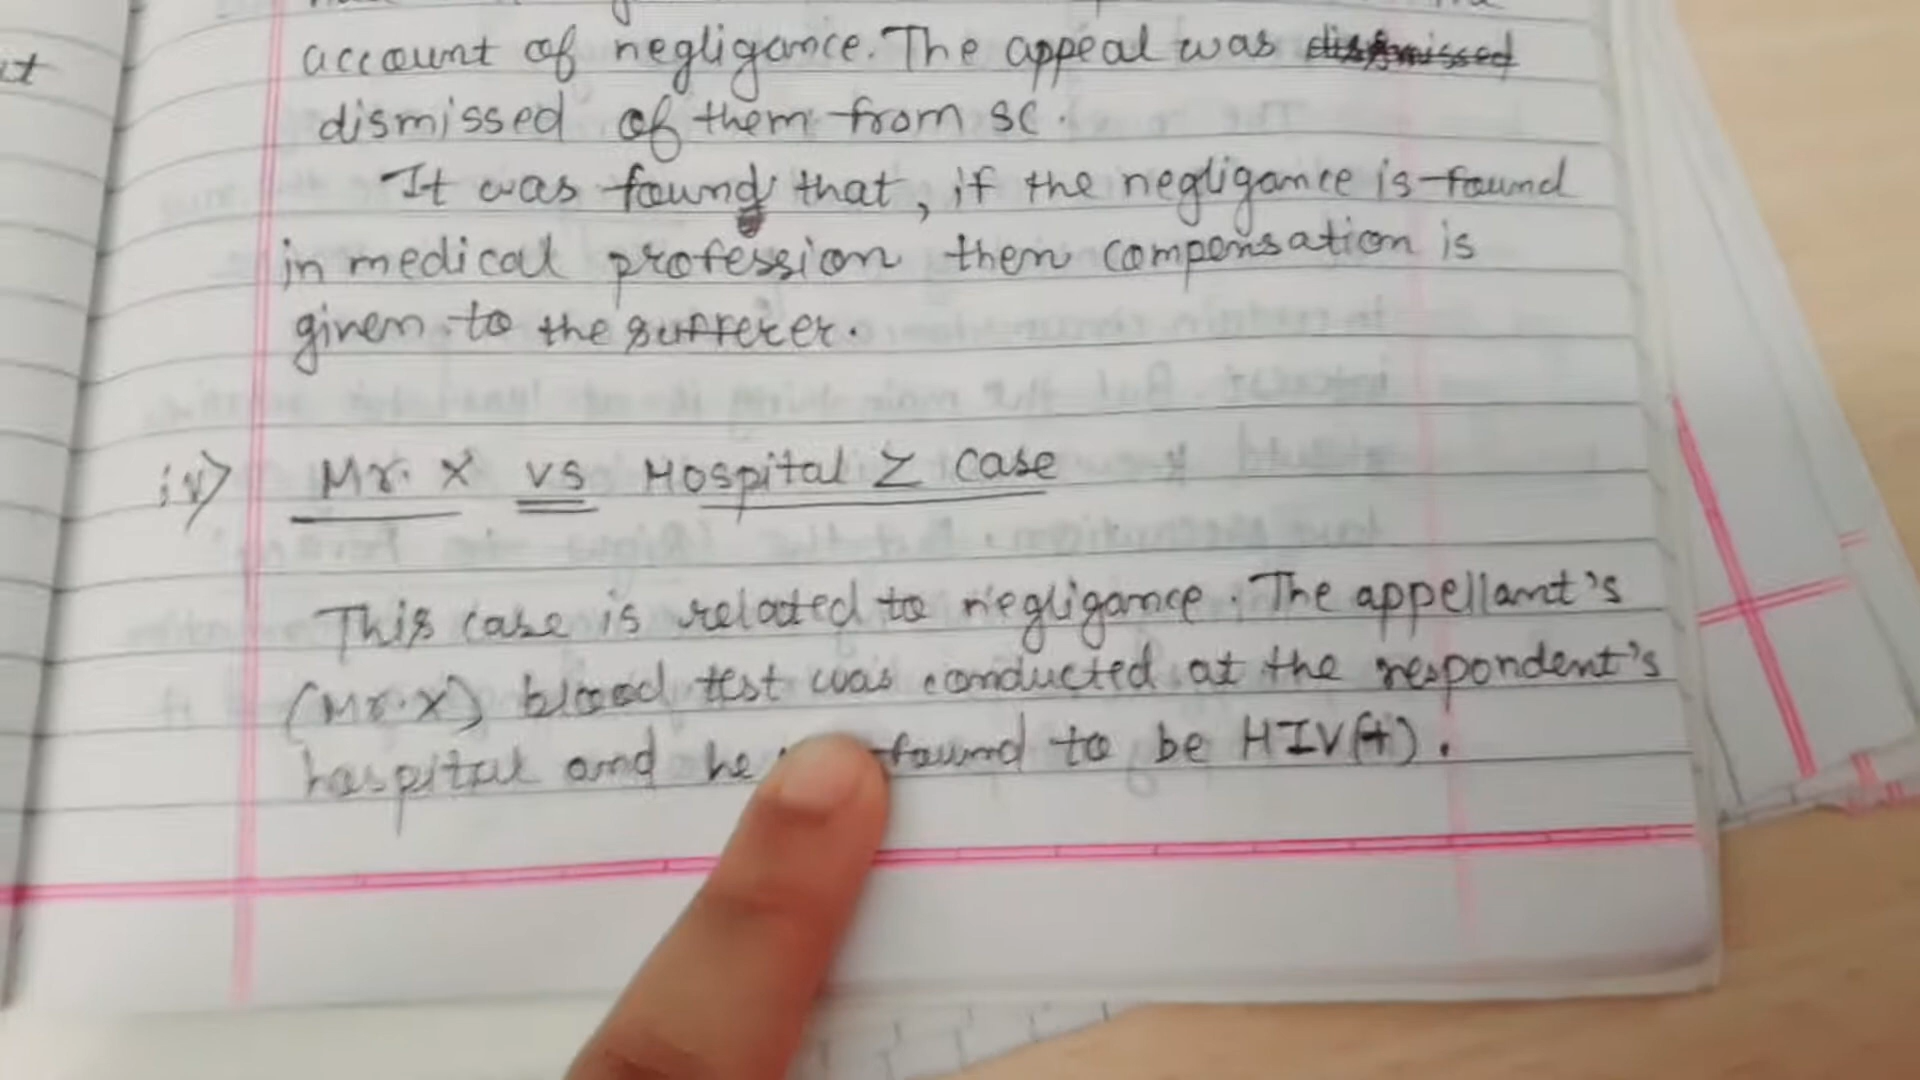 ct
account of negligance. The appeal was dismissed
dismissed of them from SC.
It was found that, if the negligance is found
in medical profession then compensation is
given to the sufferer.
iv) Mr. X vs Hospital Z case
This case is related to negligance. The appellant's
(Mr. X) blood test was conducted at the respondent's
hospital and he found to be HIV(+).